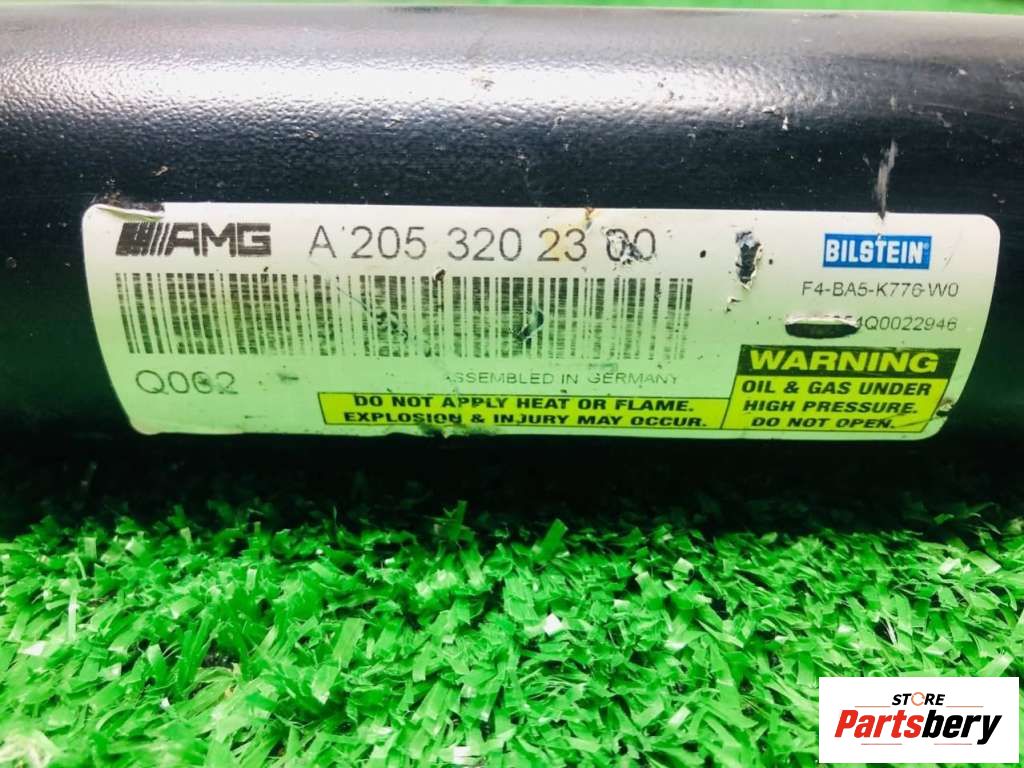 AMG A 205 320 23 00
BILSTEIN®
F4-BA5-K776-W0
4Q0022946
Q002
ASSEMBLED IN GERMANY
DO NOT APPLY HEAT OR FLAME.
EXPLOSION & INJURY MAY OCCUR.
WARNING
OIL & GAS UNDER
HIGH PRESSURE.
DO NOT OPEN.
STORE
Partsbery